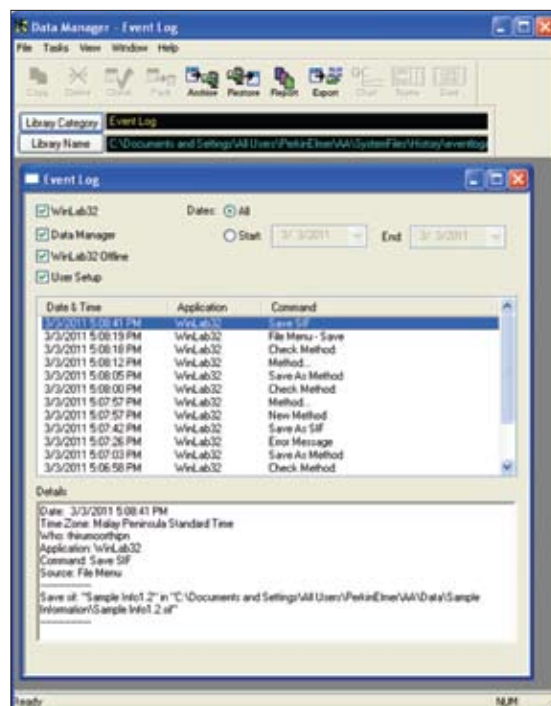 Data Manager - Event Log
File Tasks View Window Help
Copy Delete Check Pack Archive Restore Report Export Chart Name Date
Library Category Event Log
Library Name C:\Documents and Settings\All Users\PerkinElmer\AA\SystemFiles\History\eventlog
Event Log
WinLab32 Dates: All
Data Manager Start: 3/ 3/2011 End: 3/ 3/2011
WinLab32 Offline
User Setup
Date & Time Application Command
3/3/2011 5:08:41 PM WinLab32 Save SIF
3/3/2011 5:08:19 PM WinLab32 File Menu - Save
3/3/2011 5:08:18 PM WinLab32 Check Method
3/3/2011 5:08:12 PM WinLab32 Method...
3/3/2011 5:08:05 PM WinLab32 Save As Method
3/3/2011 5:08:00 PM WinLab32 Check Method
3/3/2011 5:07:57 PM WinLab32 Method...
3/3/2011 5:07:57 PM WinLab32 New Method
3/3/2011 5:07:42 PM WinLab32 Save As SIF
3/3/2011 5:07:26 PM WinLab32 Error Message
3/3/2011 5:07:03 PM WinLab32 Save As Method
3/3/2011 5:06:58 PM WinLab32 Check Method
Details
Date: 3/3/2011 5:08:41 PM
Time Zone: Malay Peninsula Standard Time
Who: thirumoorthipn
Application: WinLab32
Command: Save SIF
Source: File Menu
---------------
Save of: "Sample Info1.2" in "C:\Documents and Settings\All Users\PerkinElmer\AA\Data\Sample
Information\Sample Info1.2.sif"
---------------
Ready NUM